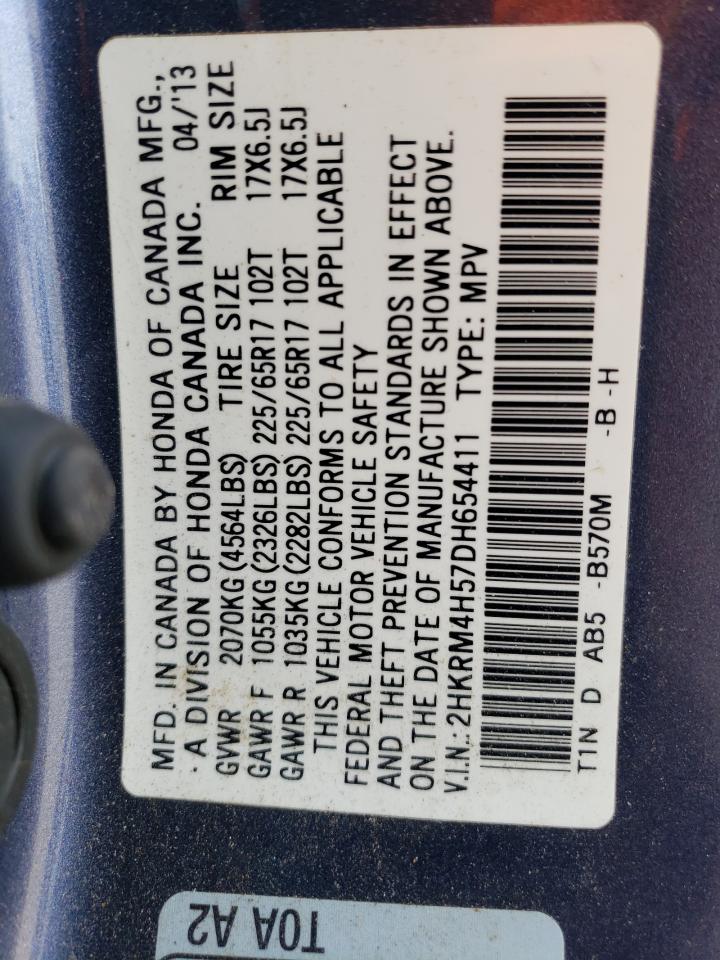 MFD. IN CANADA BY HONDA OF CANADA MFG.,
. A DIVISION OF HONDA CANADA INC. 04/'13
GVWR 2070KG(4564LBS) TIRE SIZE RIM SIZE
GAWR F 1055KG(2326LBS)225/65R17 102T 17X6.5J
GAWR R 1035KG(2282LBS)225/65R17 102T 17X6.5J
THIS VEHICLE CONFORMS TO ALL APPLICABLE
FEDERAL MOTOR VEHICLE SAFETY
AND THEFT PREVENTION STANDARDS IN EFFECT
ON THE DATE OF MANUFACTURE SHOWN ABOVE.
V.I.N.:2HKRM4H57DH654411 TYPE: MPV
T1N D AB5 -B570M -B -H
TOA A2